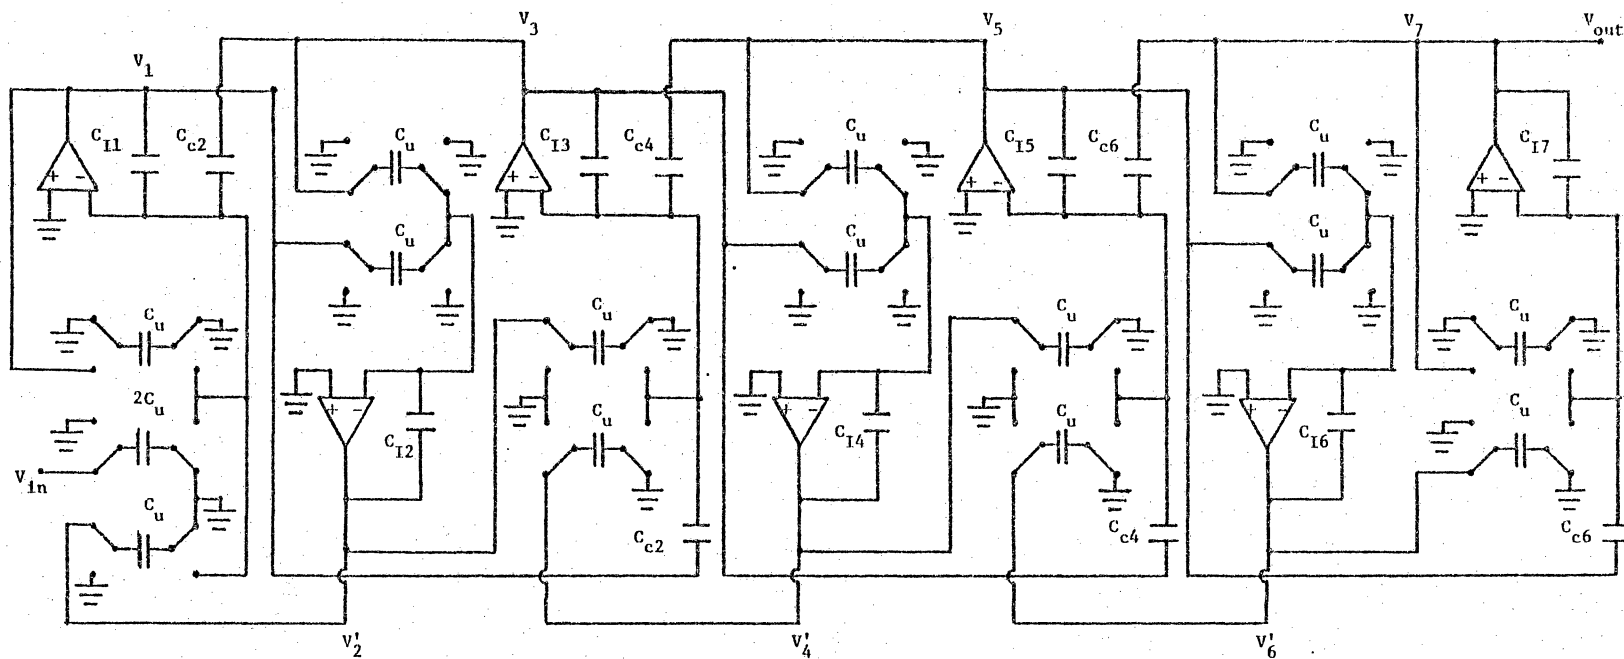 V3 V5 V7 Vout
V1
CI1 Cc2 Cu CI3 Cc4 Cu CI5 Cc6 Cu CI7
+ - + - + - + -
Cu Cu Cu
Cu Cu Cu Cu
2Cu
+ - CI2 Cu + - CI4 Cu + - CI6 Cu
Vin
Cu
Cc2 Cc4 Cc6
V'2 V'4 V'6